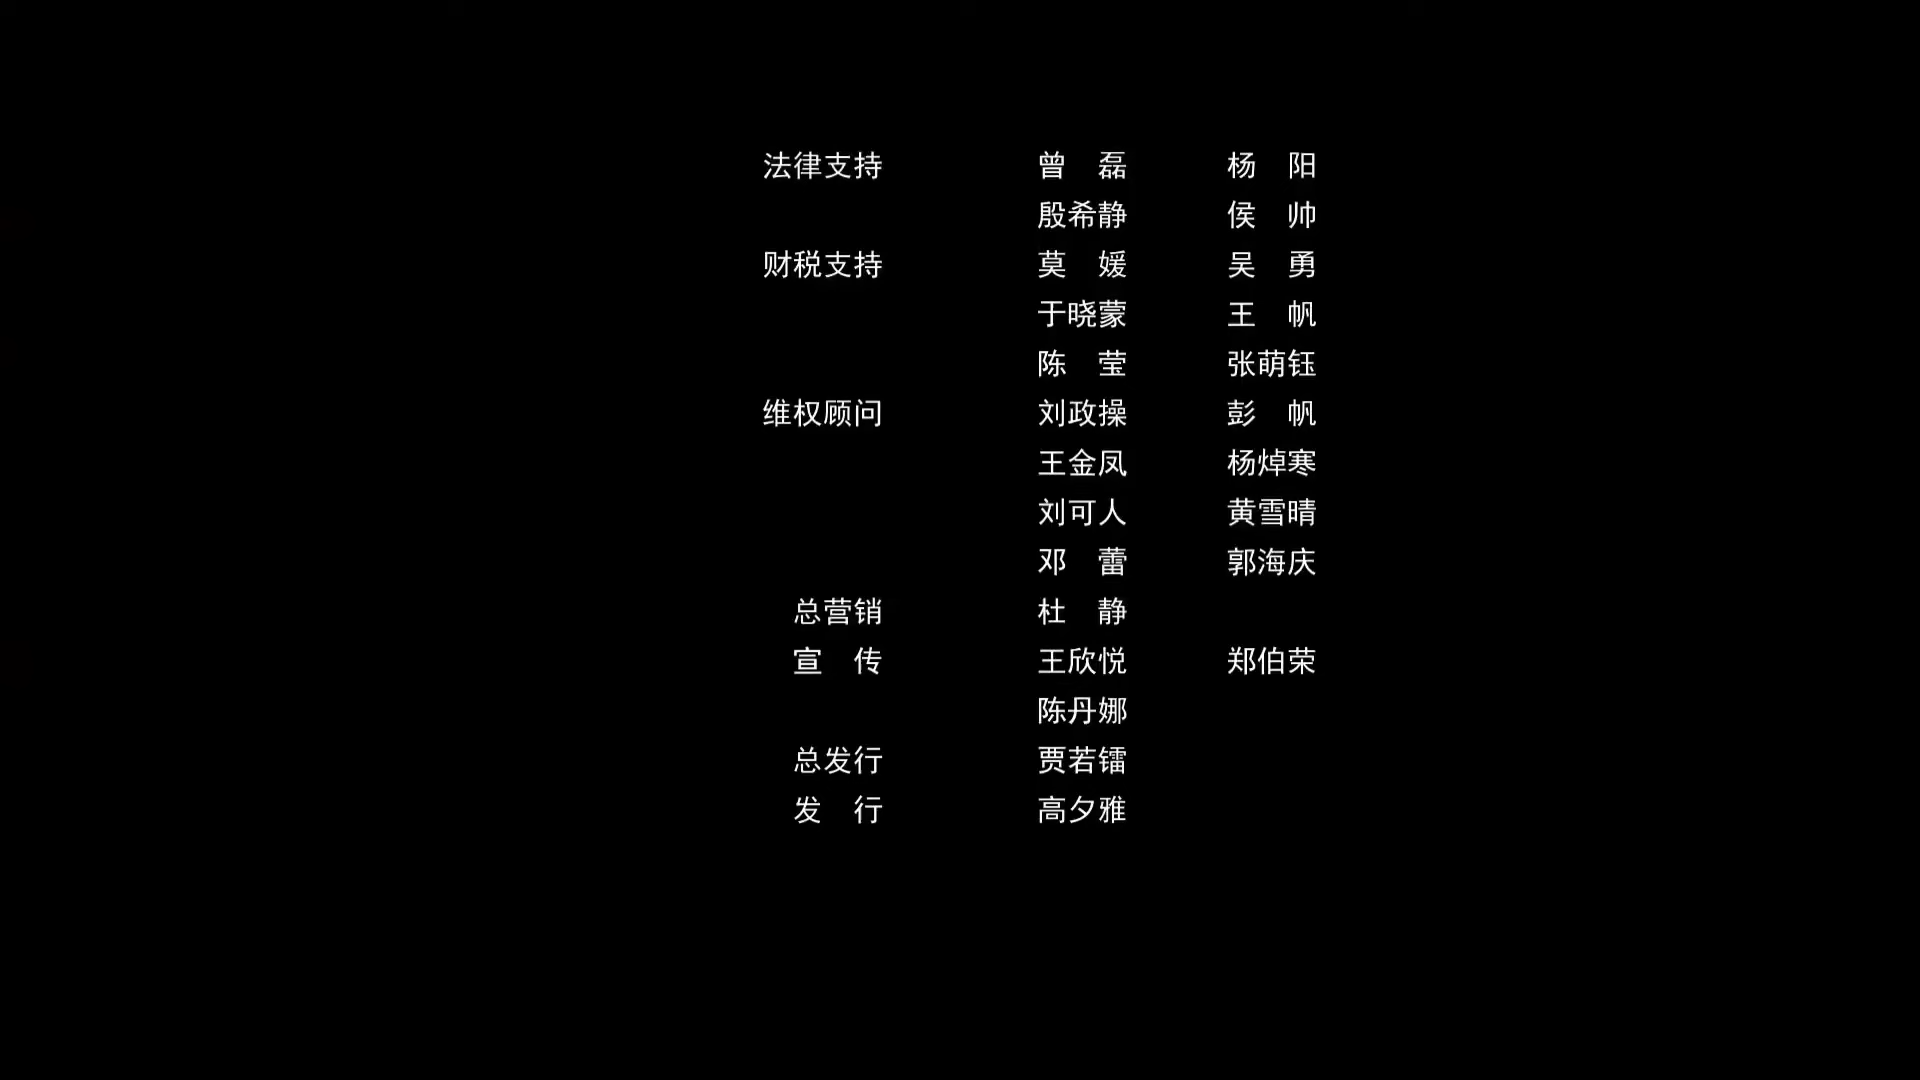 法律支持 曾 磊 杨 阳
殷希静 侯 帅
财税支持 莫 媛 吴 勇
于晓蒙 王 帆
陈 莹 张萌钰
维权顾问 刘政操 彭 帆
王金凤 杨焯寒
刘可人 黄雪晴
邓 蕾 郭海庆
总营销 杜 静
宣 传 王欣悦 郑伯荣
陈丹娜
总发行 贾若镭
发 行 高夕雅